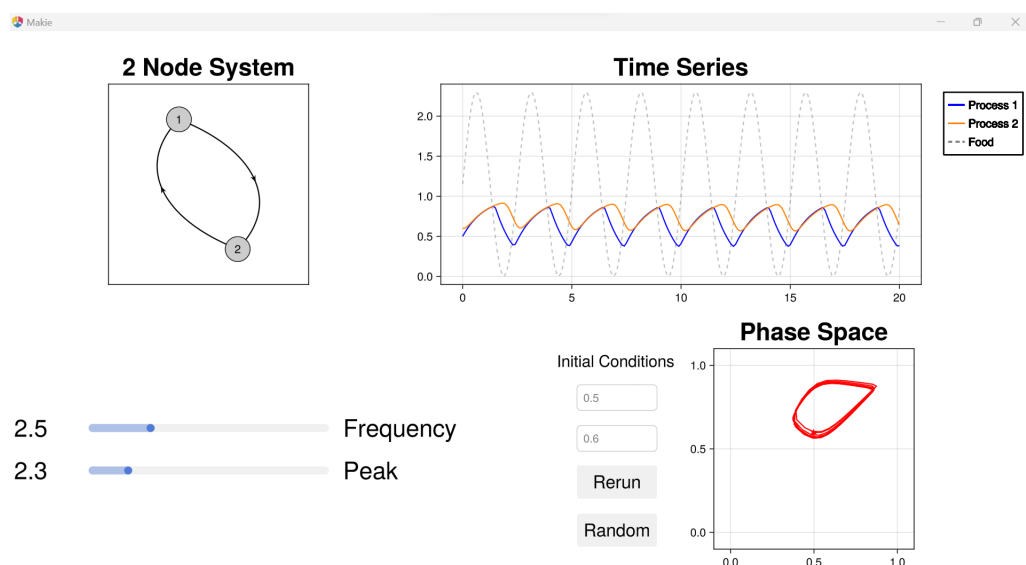 Makie
2 Node System
1
2
Time Series
2.0
1.5
1.0
0.5
0.0
0
5
10
15
20
Process 1
Process 2
Food
2.5
Frequency
2.3
Peak
Initial Conditions
0.5
0.6
Rerun
Random
Phase Space
1.0
0.5
0.0
0.0
0.5
1.0